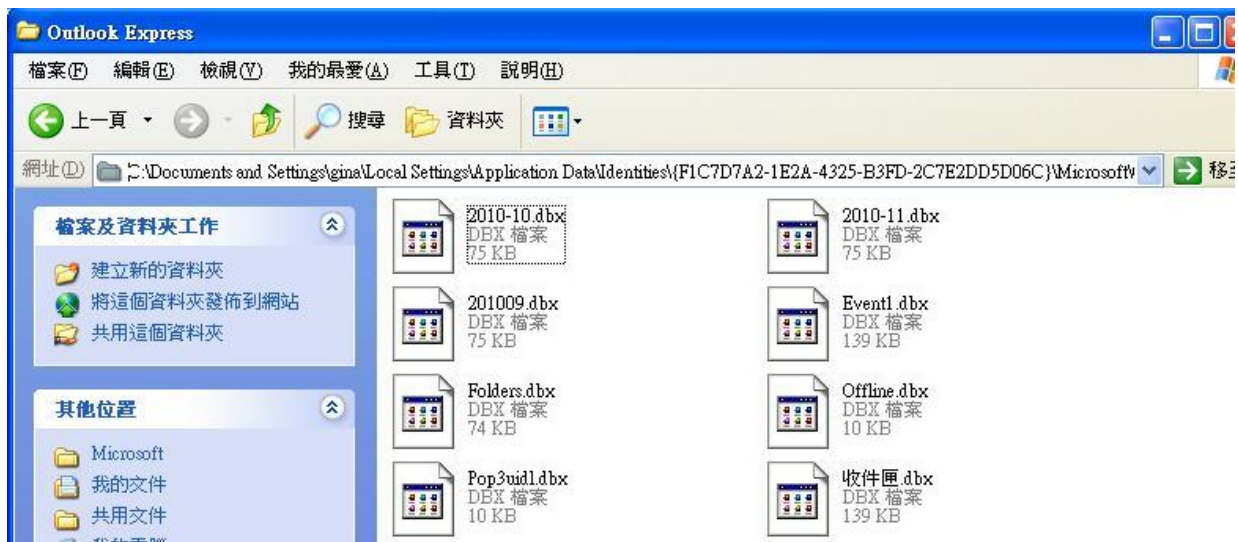 Outlook Express
檔案(F) 編輯(E) 檢視(V) 我的最愛(A) 工具(T) 說明(H)
上一頁 搜尋 資料夾
網址(D) C:\Documents and Settings\gina\Local Settings\Application Data\Identities\{F1C7D7A2-1E2A-4325-B3FD-2C7E2DD5D06C}\Microsoft\ 移至
檔案及資料夾工作
建立新的資料夾
將這個資料夾發佈到網站
共用這個資料夾
其他位置
Microsoft
我的文件
共用文件
我的電腦
2010-10.dbx
DBX 檔案
75 KB
2010-11.dbx
DBX 檔案
75 KB
201009.dbx
DBX 檔案
75 KB
Event1.dbx
DBX 檔案
139 KB
Folders.dbx
DBX 檔案
74 KB
Offline.dbx
DBX 檔案
10 KB
Pop3uidl.dbx
DBX 檔案
10 KB
收件匣.dbx
DBX 檔案
139 KB